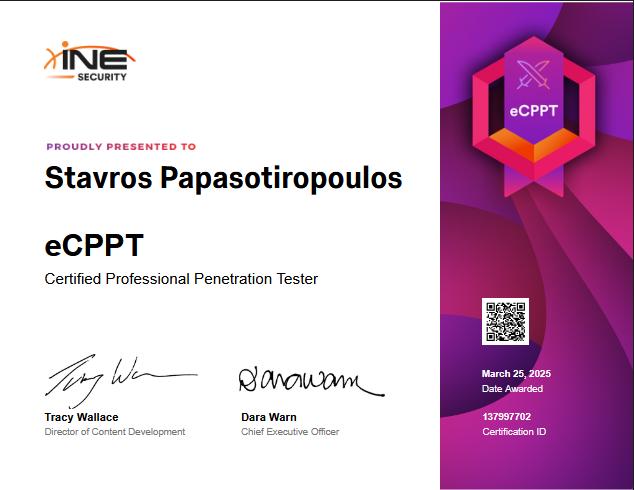 INE
SECURITY
eCPPT
PROUDLY PRESENTED TO
Stavros Papasotiropoulos
eCPPT
Certified Professional Penetration Tester
Tracy Wallace
Director of Content Development
Dara Warn
Chief Executive Officer
March 25, 2025
Date Awarded
137997702
Certification ID